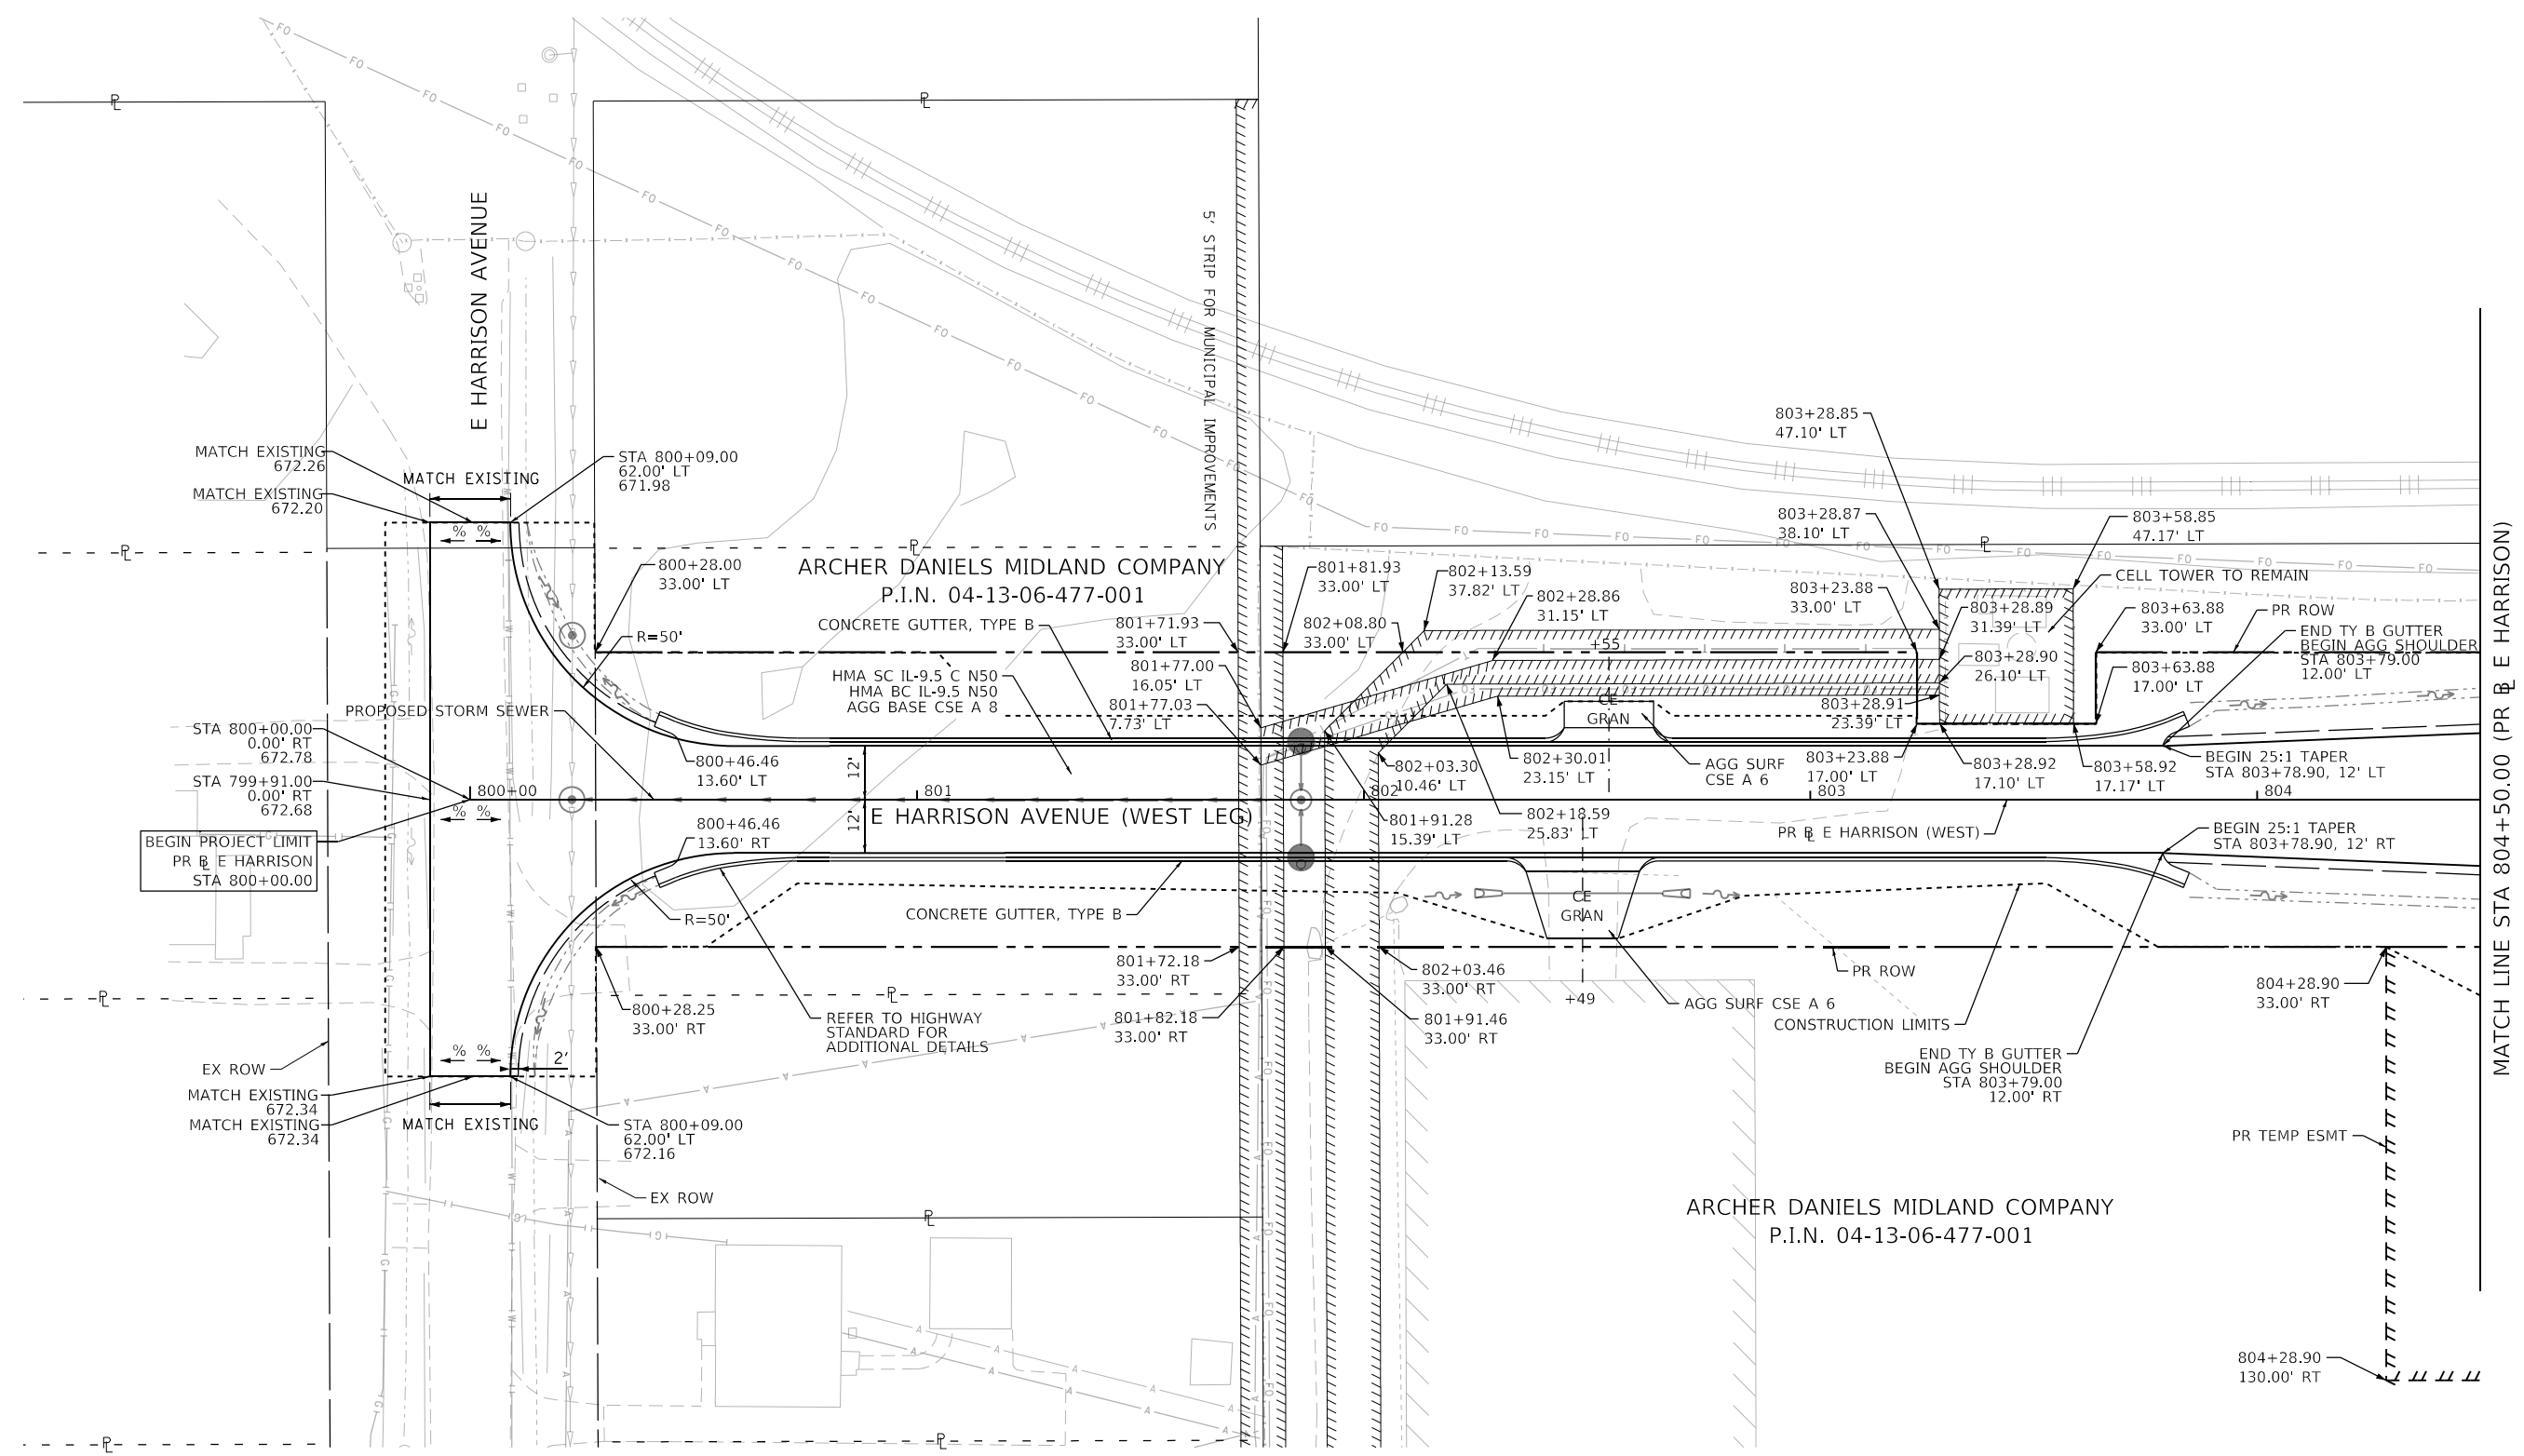 E HARRISON AVENUE
5' STRIP FOR MUNICIPAL IMPROVEMENTS
MATCH EXISTING
672.26
MATCH EXISTING
672.20
MATCH EXISTING
% %
STA 800+09.00
62.00' LT
671.98
800+28.00
33.00' LT
R=50'
ARCHER DANIELS MIDLAND COMPANY
P.I.N. 04-13-06-477-001
CONCRETE GUTTER, TYPE B
HMA SC IL-9.5 C N50
HMA BC IL-9.5 N50
AGG BASE CSE A 8
PROPOSED STORM SEWER
801+71.93
33.00' LT
801+77.00
16.05' LT
801+77.03
7.73' LT
801+81.93
33.00' LT
802+08.80
33.00' LT
802+13.59
37.82' LT
802+28.86
31.15' LT
+55
CE
GRAN
803+28.85
47.10' LT
803+28.87
38.10' LT
803+23.88
33.00' LT
803+58.85
47.17' LT
CELL TOWER TO REMAIN
803+28.89
31.39' LT
803+28.90
26.10' LT
803+28.91
23.39' LT
803+63.88
33.00' LT
803+63.88
17.00' LT
PR ROW
END TY B GUTTER
BEGIN AGG SHOULDER
STA 803+79.00
12.00' LT
STA 800+00.00
0.00' RT
672.78
STA 799+91.00
0.00' RT
672.68
BEGIN PROJECT LIMIT
PR BL E HARRISON
STA 800+00.00
800+00
801
802
803
804
% %
800+46.46
13.60' LT
12'
12'
800+46.46
13.60' RT
E HARRISON AVENUE (WEST LEG)
802+03.30
10.46' LT
801+91.28
15.39' LT
802+30.01
23.15' LT
802+18.59
25.83' LT
AGG SURF
CSE A 6
803+23.88
17.00' LT
803+28.92
17.10' LT
803+58.92
17.17' LT
BEGIN 25:1 TAPER
STA 803+78.90, 12' LT
PR BL E HARRISON (WEST)
BEGIN 25:1 TAPER
STA 803+78.90, 12' RT
R=50'
CONCRETE GUTTER, TYPE B
CE
GRAN
+49
801+72.18
33.00' RT
801+82.18
33.00' RT
802+03.46
33.00' RT
801+91.46
33.00' RT
PR ROW
AGG SURF CSE A 6
CONSTRUCTION LIMITS
END TY B GUTTER
BEGIN AGG SHOULDER
STA 803+79.00
12.00' RT
804+28.90
33.00' RT
800+28.25
33.00' RT
REFER TO HIGHWAY
STANDARD FOR
ADDITIONAL DETAILS
% %
2'
EX ROW
MATCH EXISTING
672.34
MATCH EXISTING
672.34
MATCH EXISTING
STA 800+09.00
62.00' LT
672.16
EX ROW
PR TEMP ESMT
ARCHER DANIELS MIDLAND COMPANY
P.I.N. 04-13-06-477-001
804+28.90
130.00' RT
MATCH LINE STA 804+50.00 (PR BL E HARRISON)